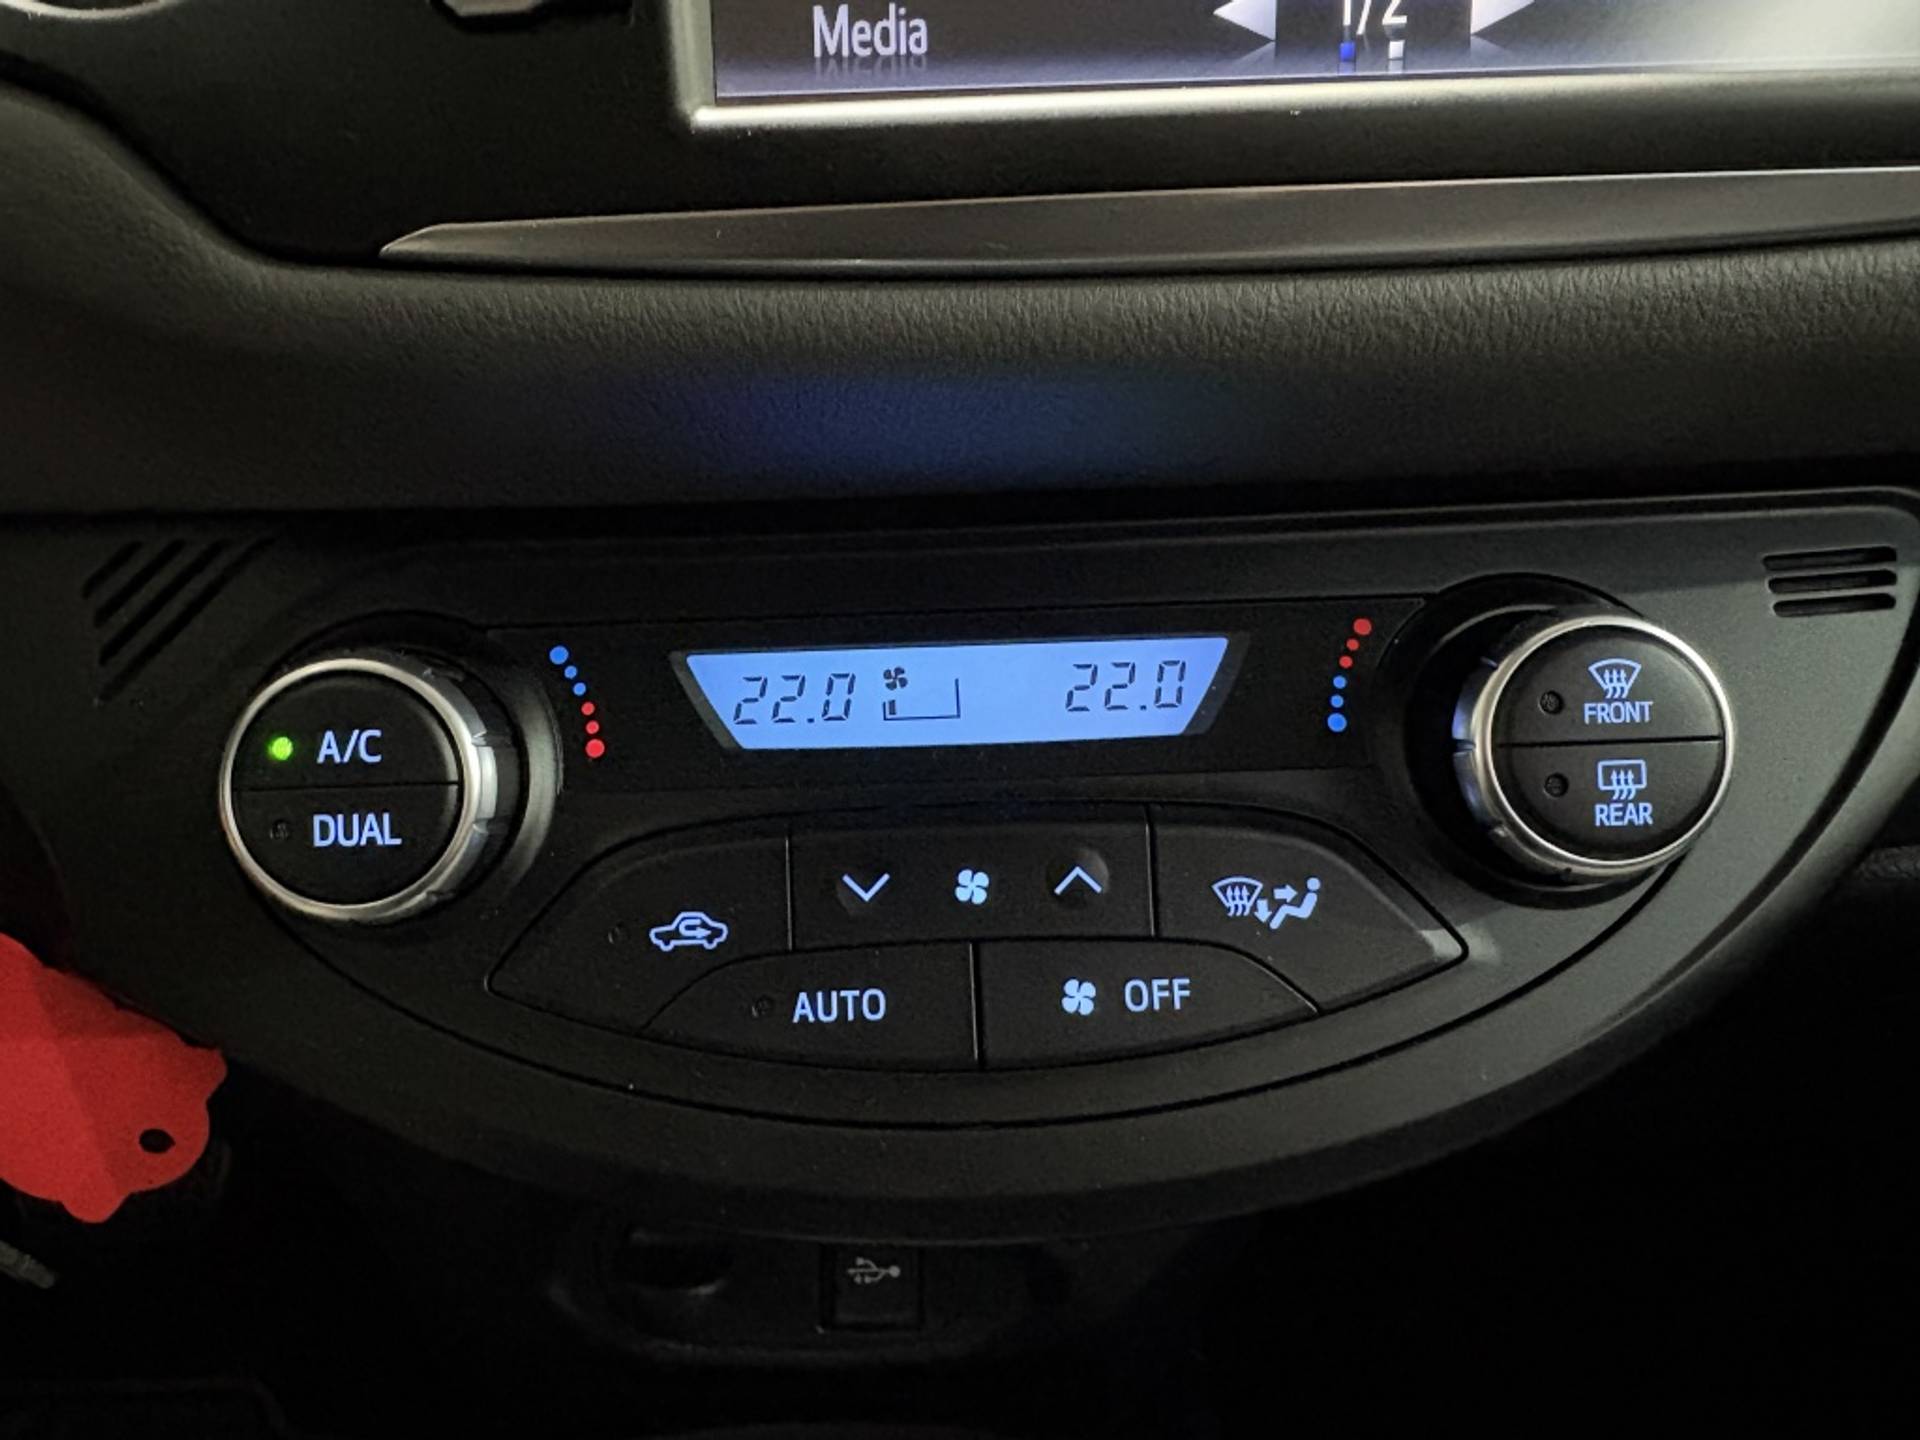 Media
1/2
22.0
22.0
A/C
DUAL
FRONT
REAR
AUTO
OFF